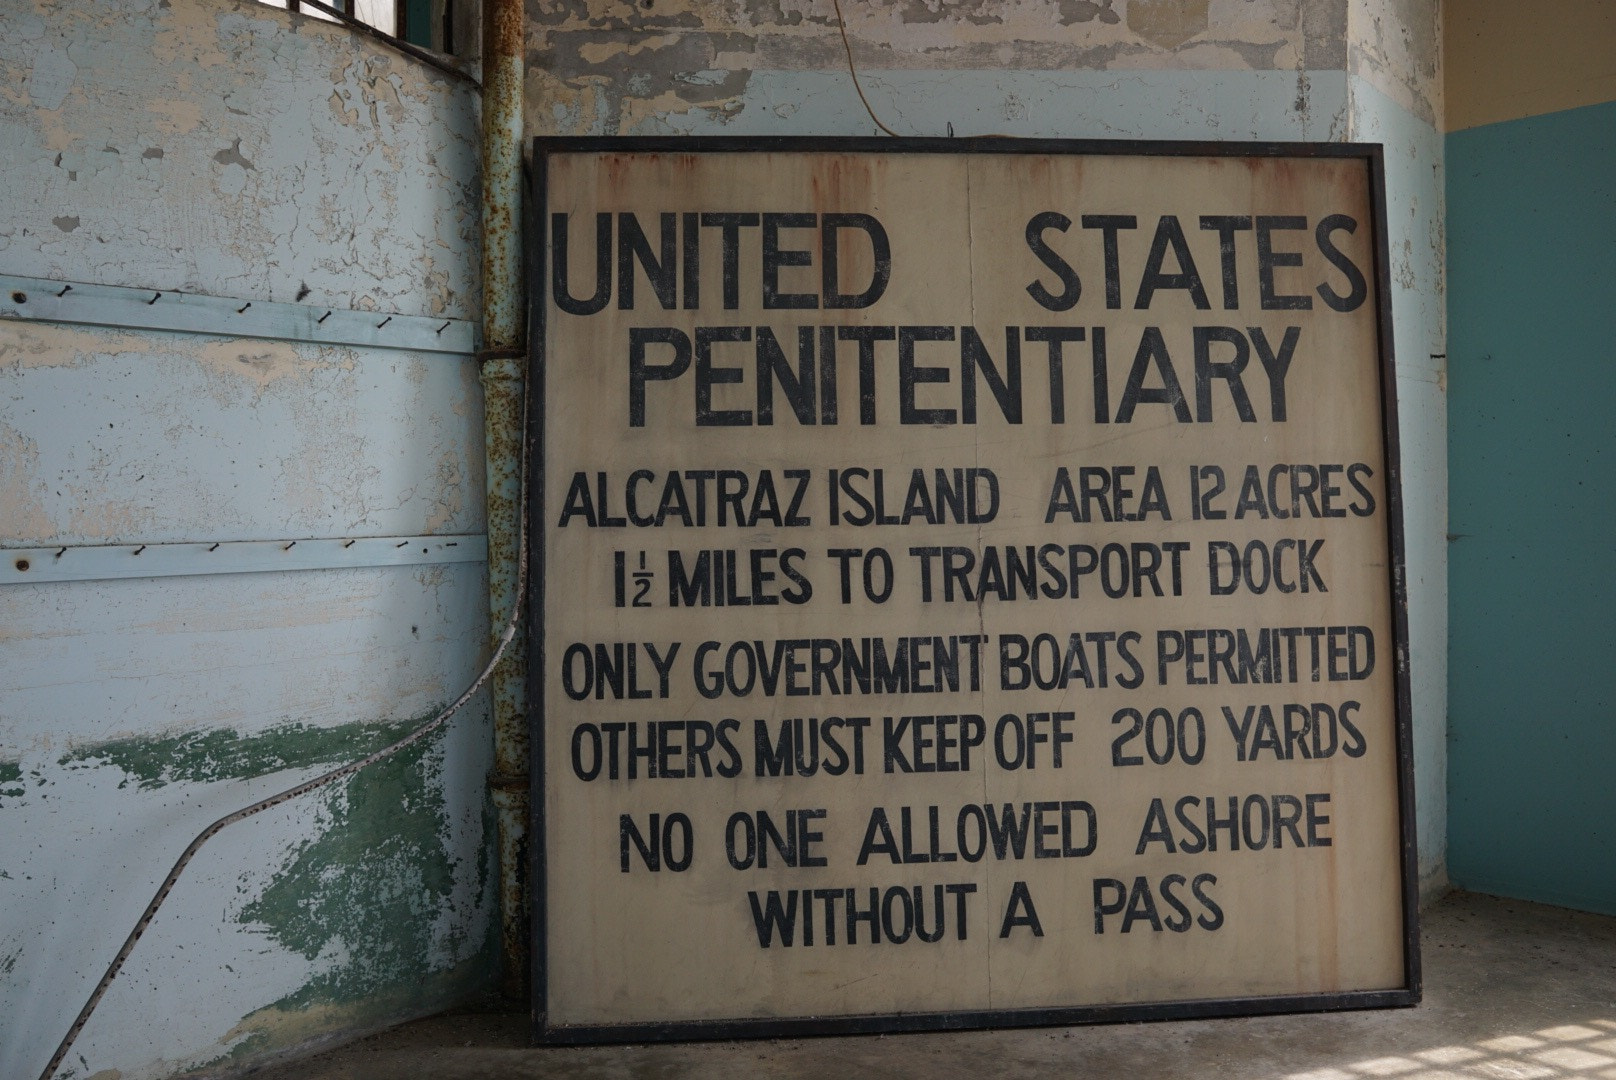 UNITED STATES
PENITENTIARY
ALCATRAZ ISLAND AREA 12 ACRES
1½ MILES TO TRANSPORT DOCK
ONLY GOVERNMENT BOATS PERMITTED
OTHERS MUST KEEP OFF 200 YARDS
NO ONE ALLOWED ASHORE
WITHOUT A PASS